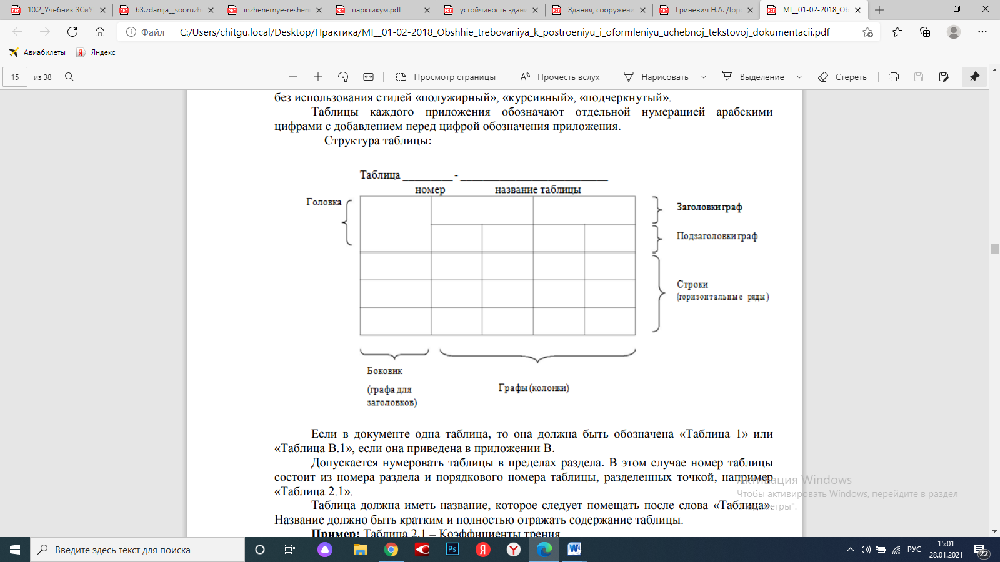 10.2_Учебник ЗСиУ
63.zdanija__sooruzh
inzhenernye-reshen
парктикум.pdf
устойчивость здани
Здания, сооружени
Гриневич Н.А. Дор
MI__01-02-2018_Ob
Файл
C:/Users/chitgu.local/Desktop/Практика/MI__01-02-2018_Obshhie_trebovaniya_k_postroeniyu_i_oformleniyu_uchebnoj_tekstovoj_dokumentacii.pdf
Авиабилеты
Яндекс
15 из 38
Просмотр страницы
Прочесть вслух
Нарисовать
Выделение
Стереть
без использования стилей «полужирный», «курсивный», «подчеркнутый».
Таблицы каждого приложения обозначают отдельной нумерацией арабскими
цифрами с добавлением перед цифрой обозначения приложения.
Структура таблицы:
Таблица _________ - ___________________________
номер название таблицы
Головка
Заголовки граф
Подзаголовки граф
Строки
(горизонтальные ряды)
Боковик
(графа для
заголовков)
Графы (колонки)
Если в документе одна таблица, то она должна быть обозначена «Таблица 1» или
«Таблица В.1», если она приведена в приложении В.
Допускается нумеровать таблицы в пределах раздела. В этом случае номер таблицы
состоит из номера раздела и порядкового номера таблицы, разделенных точкой, например
«Таблица 2.1».
Таблица должна иметь название, которое следует помещать после слова «Таблица».
Название должно быть кратким и полностью отражать содержание таблицы.
Пример: Таблица 2.1 – Коэффициенты трения
Активация Windows
Чтобы активировать Windows, перейдите в раздел
"Параметры".
Введите здесь текст для поиска
РУС
15:01
28.01.2021
22